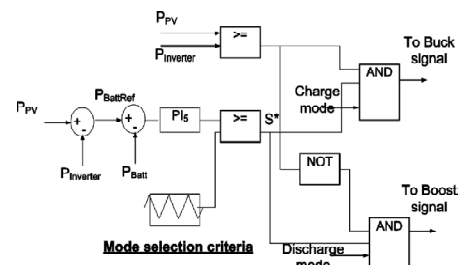 P_PV
>=
P_Inverter
To Buck
signal
AND
Charge
mode
P_BattRef
P_PV
+
-
+
-
PI_5
>=
S*
P_Inverter
P_Batt
NOT
To Boost
signal
AND
Mode selection criteria
Discharge
mode